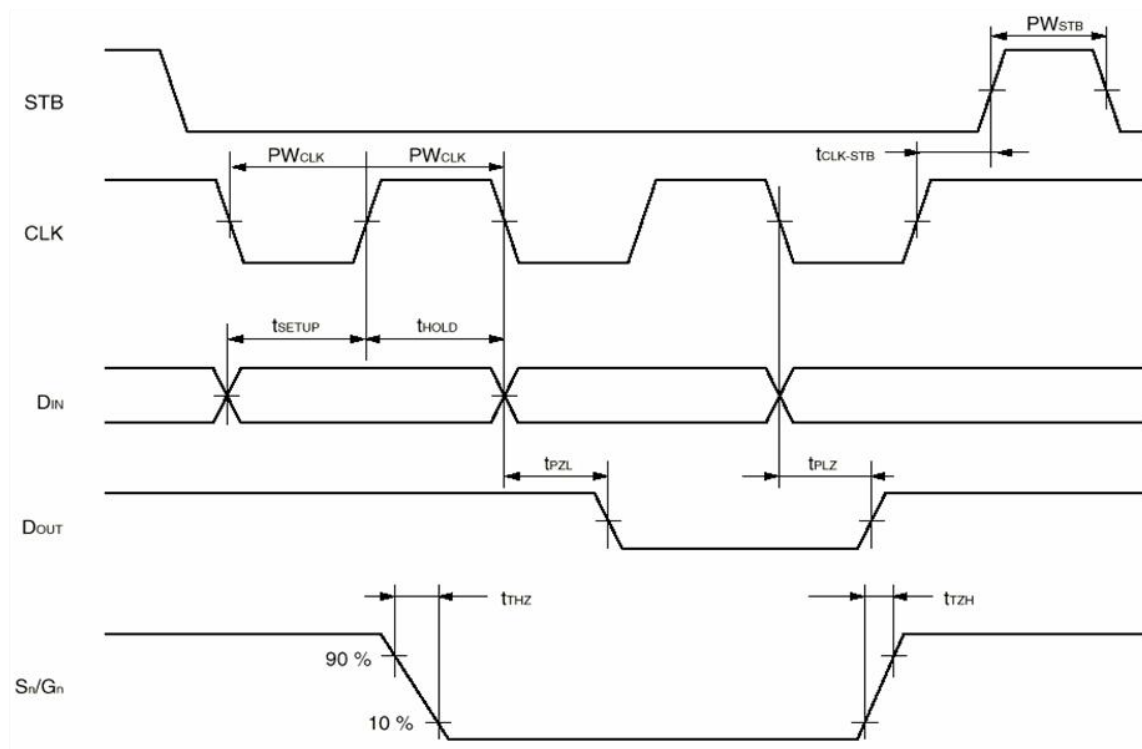 PWSTB
STB
tCLK-STB
PWCLK PWCLK
CLK
tSETUP tHOLD
DIN
tPZL tPLZ
DOUT
tTHZ tTZH
90 %
Sn/Gn
10 %